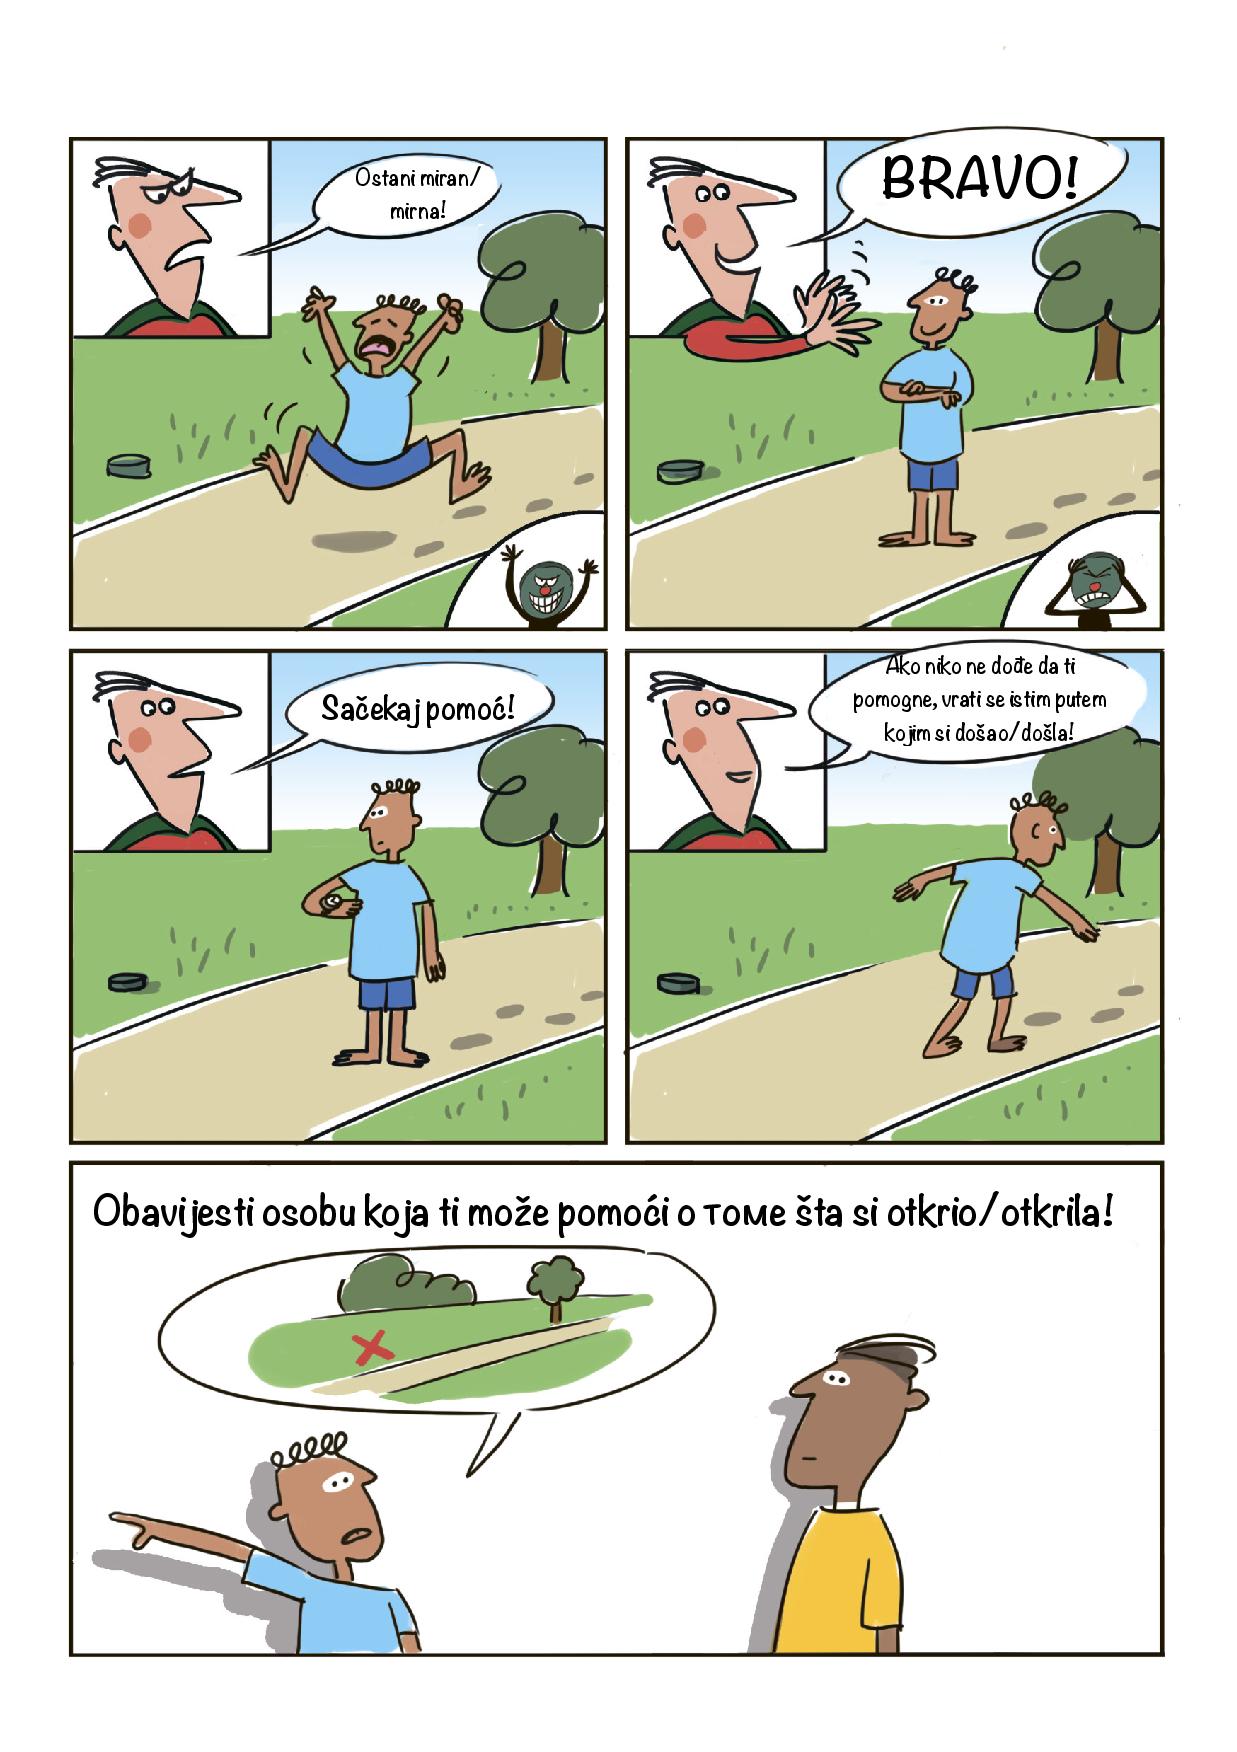 Ostani miran/
mirna!
BRAVO!
Sačekaj pomoć!
Ako niko ne dođe da ti
pomogne, vrati se istim putem
kojim si došao/došla!
Obavijesti osobu koja ti može pomoći o томе šta si otkrio/otkrila!